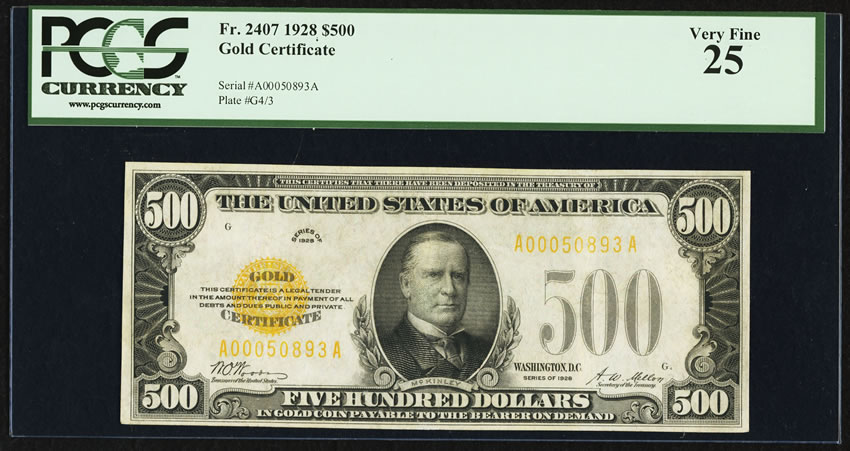 PCGS
CURRENCY
www.pcgscurrency.com
Fr. 2407 1928 $500
Gold Certificate
Serial #A00050893A
Plate #G4/3
Very Fine
25
THIS CERTIFIES THAT THERE HAVE BEEN DEPOSITED IN THE TREASURY OF
500
THE UNITED STATES OF AMERICA
500
G
SERIES OF
1928
A00050893A
GOLD
THIS CERTIFICATE IS A LEGAL TENDER
IN THE AMOUNT THEREOF IN PAYMENT OF ALL
DEBTS AND DUES PUBLIC AND PRIVATE
CERTIFICATE
500
A00050893A
WASHINGTON, D.C.
SERIES OF 1928
G.
W.O. Woods
Treasurer of the United States.
A. W. Mellon
Secretary of the Treasury.
McKINLEY
500
FIVE HUNDRED DOLLARS
500
IN GOLD COIN PAYABLE TO THE BEARER ON DEMAND